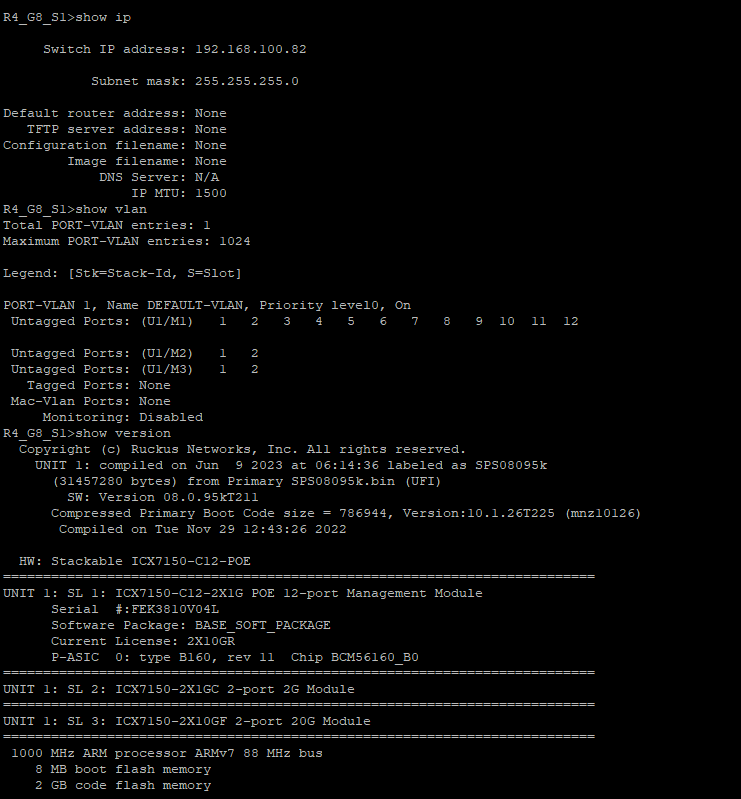 R4_G8_S1>show ip
Switch IP address: 192.168.100.82
Subnet mask: 255.255.255.0
Default router address: None
TFTP server address: None
Configuration filename: None
Image filename: None
DNS Server: N/A
IP MTU: 1500
R4_G8_S1>show vlan
Total PORT-VLAN entries: 1
Maximum PORT-VLAN entries: 1024
Legend: [Stk=Stack-Id, S=Slot]
PORT-VLAN 1, Name DEFAULT-VLAN, Priority level0, On
Untagged Ports: (U1/M1)   1   2   3   4   5   6   7   8   9  10  11  12
Untagged Ports: (U1/M2)   1   2
Untagged Ports: (U1/M3)   1   2
Tagged Ports: None
Mac-Vlan Ports: None
Monitoring: Disabled
R4_G8_S1>show version
Copyright (c) Ruckus Networks, Inc. All rights reserved.
UNIT 1: compiled on Jun  9 2023 at 06:14:36 labeled as SPS08095k
(31457280 bytes) from Primary SPS08095k.bin (UFI)
SW: Version 08.0.95kT211
Compressed Primary Boot Code size = 786944, Version:10.1.26T225 (mnz10126)
Compiled on Tue Nov 29 12:43:26 2022
HW: Stackable ICX7150-C12-POE
==========================================================================
UNIT 1: SL 1: ICX7150-C12-2X1G POE 12-port Management Module
Serial  #:FEK3810V04L
Software Package: BASE_SOFT_PACKAGE
Current License: 2X10GR
P-ASIC  0: type B160, rev 11  Chip BCM56160_B0
==========================================================================
UNIT 1: SL 2: ICX7150-2X1GC 2-port 2G Module
==========================================================================
UNIT 1: SL 3: ICX7150-2X10GF 2-port 20G Module
==========================================================================
1000 MHz ARM processor ARMv7 88 MHz bus
8 MB boot flash memory
2 GB code flash memory